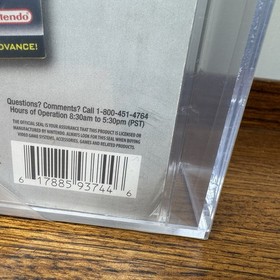 Nintendo
ADVANCE!
Questions? Comments? Call 1-800-451-4764
Hours of Operation 8:30am to 5:30pm (PST)
THE OFFICIAL SEAL IS YOUR ASSURANCE THAT THIS PRODUCT IS LICENSED OR
MANUFACTURED BY NINTENDO. ALWAYS LOOK FOR THIS SEAL WHEN BUYING
VIDEO GAME SYSTEMS, ACCESSORIES, GAMES AND RELATED PRODUCTS.
6 17885 93744 6